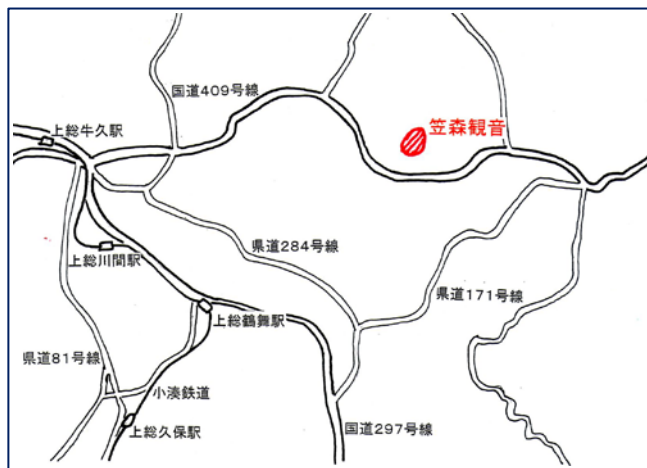 国道409号線
笠森観音
上総牛久駅
県道284号線
上総川間駅
県道171号線
上総鶴舞駅
県道81号線
小湊鉄道
上総久保駅
国道297号線